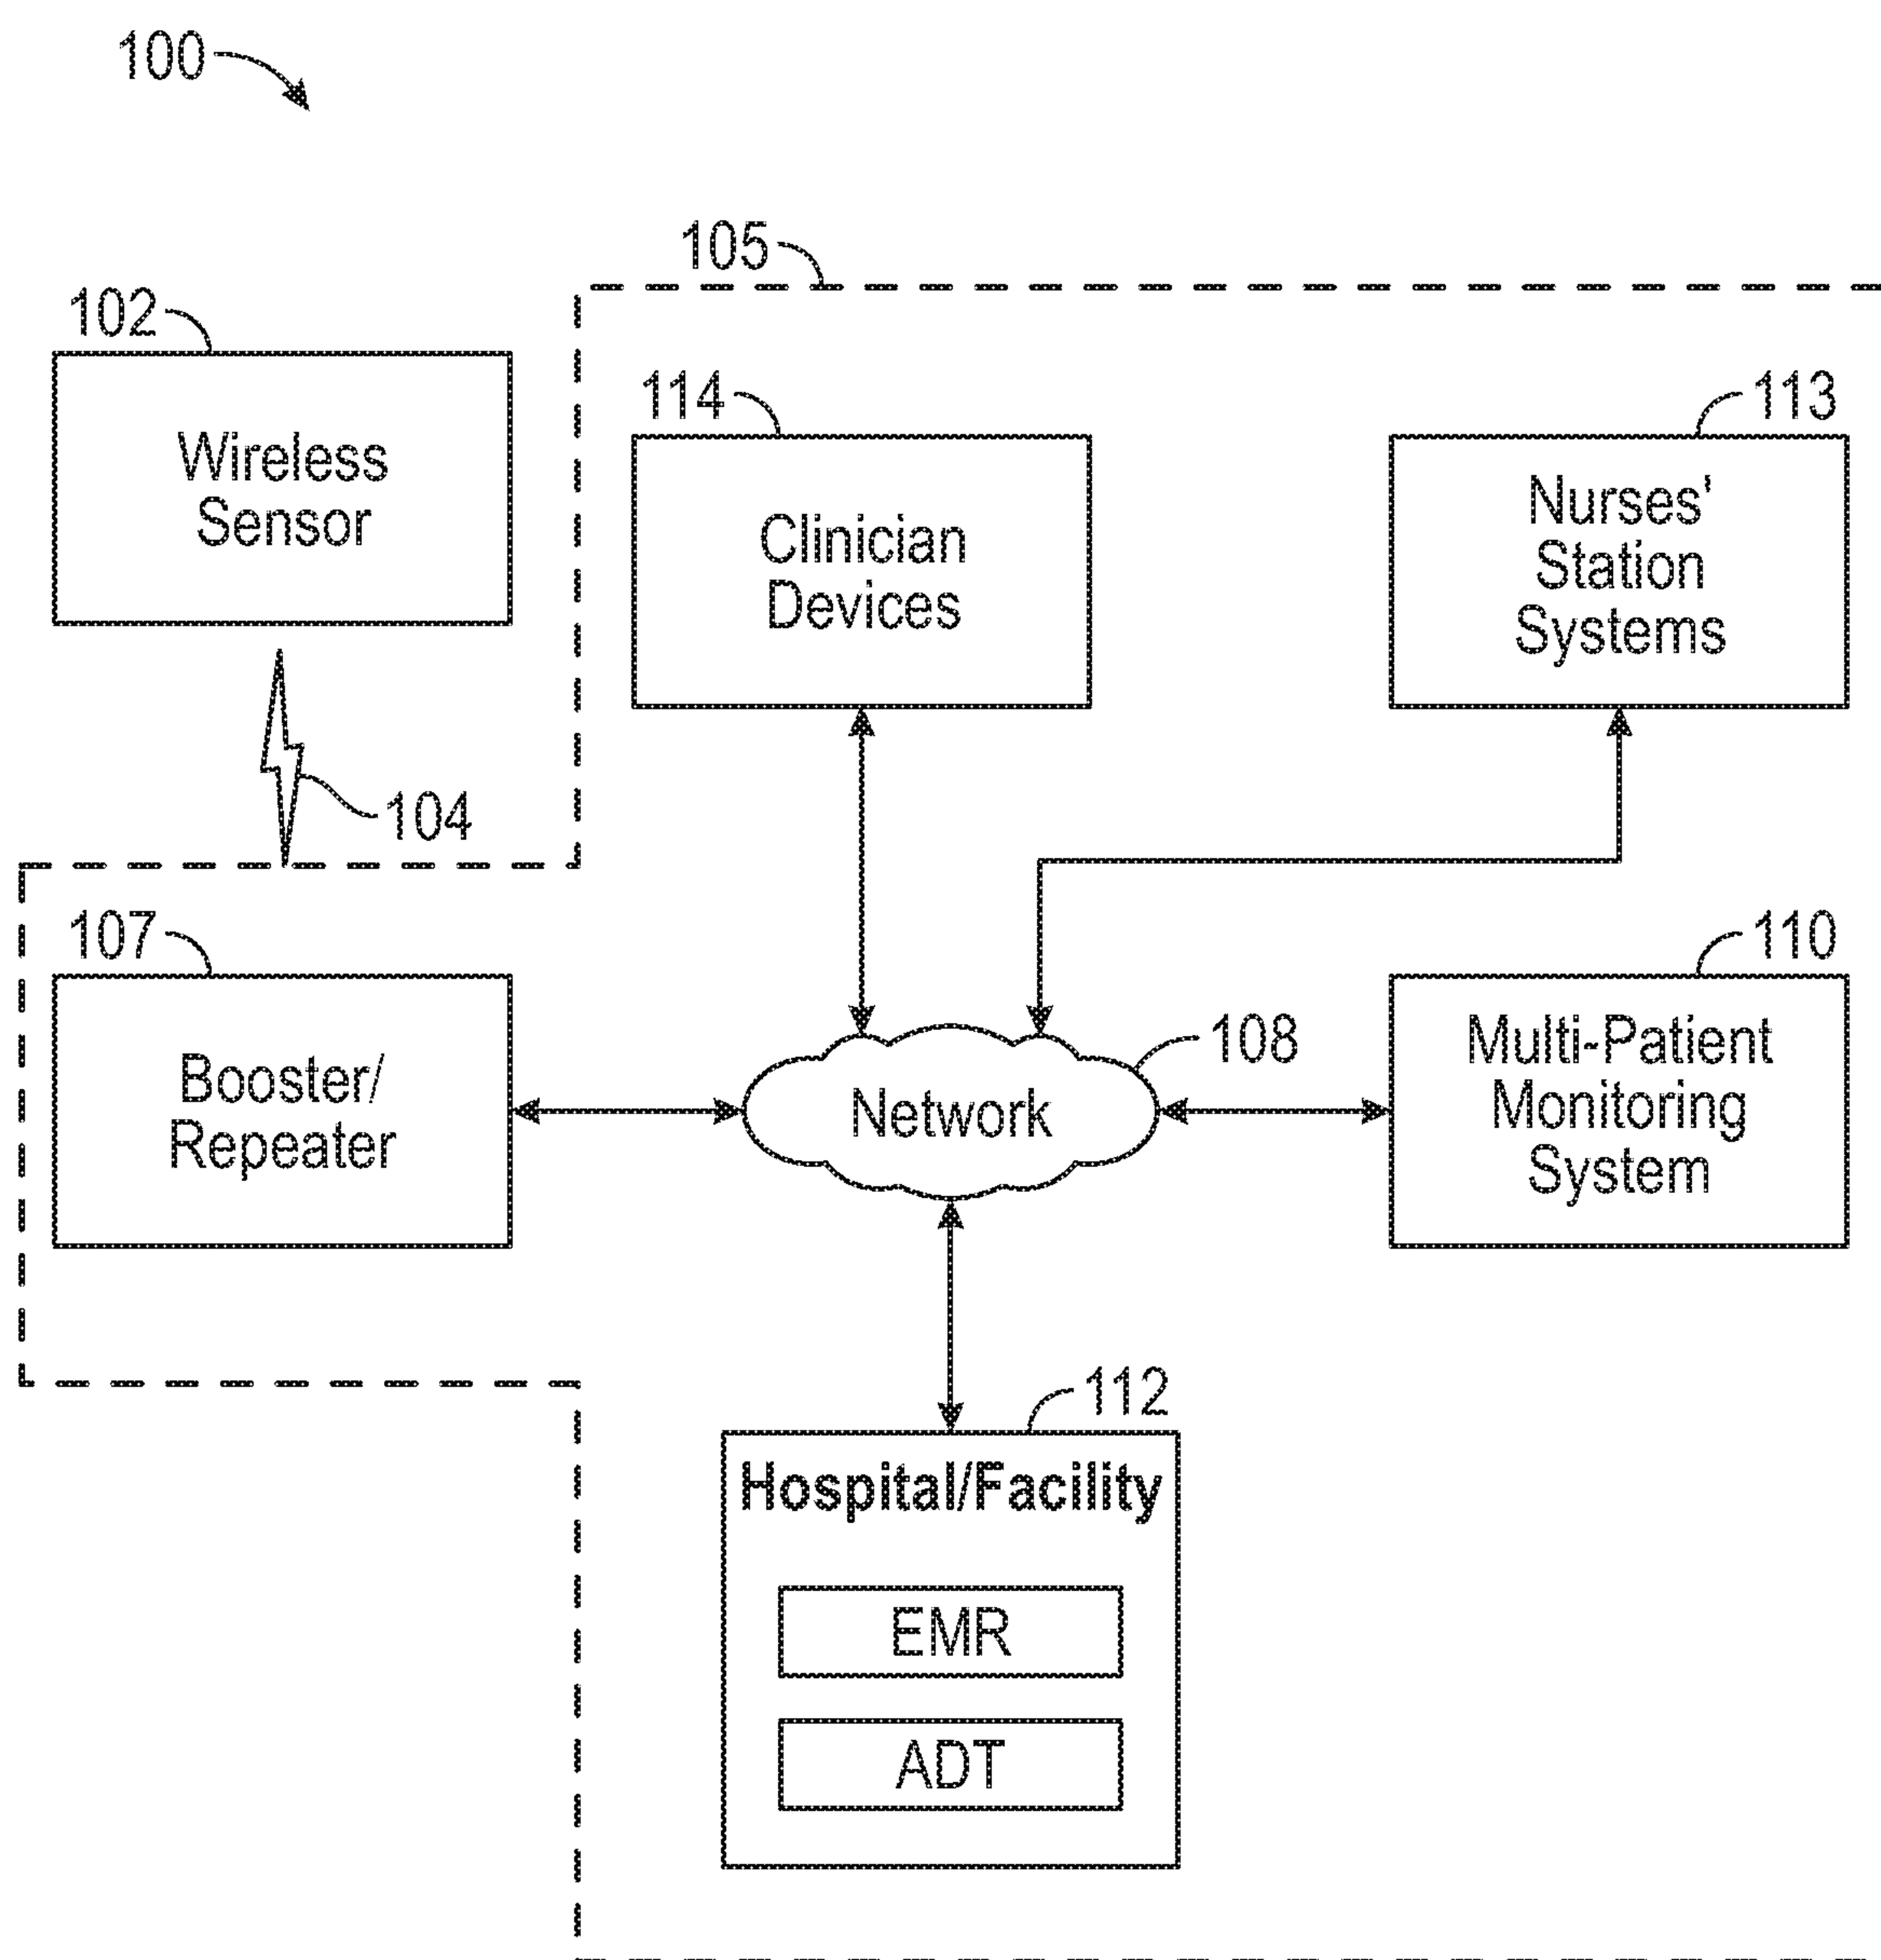 100
105
102
Wireless
Sensor
114
Clinician
Devices
113
Nurses'
Station
Systems
104
107
Booster/
Repeater
108
Network
110
Multi-Patient
Monitoring
System
112
Hospital/Facility
EMR
ADT